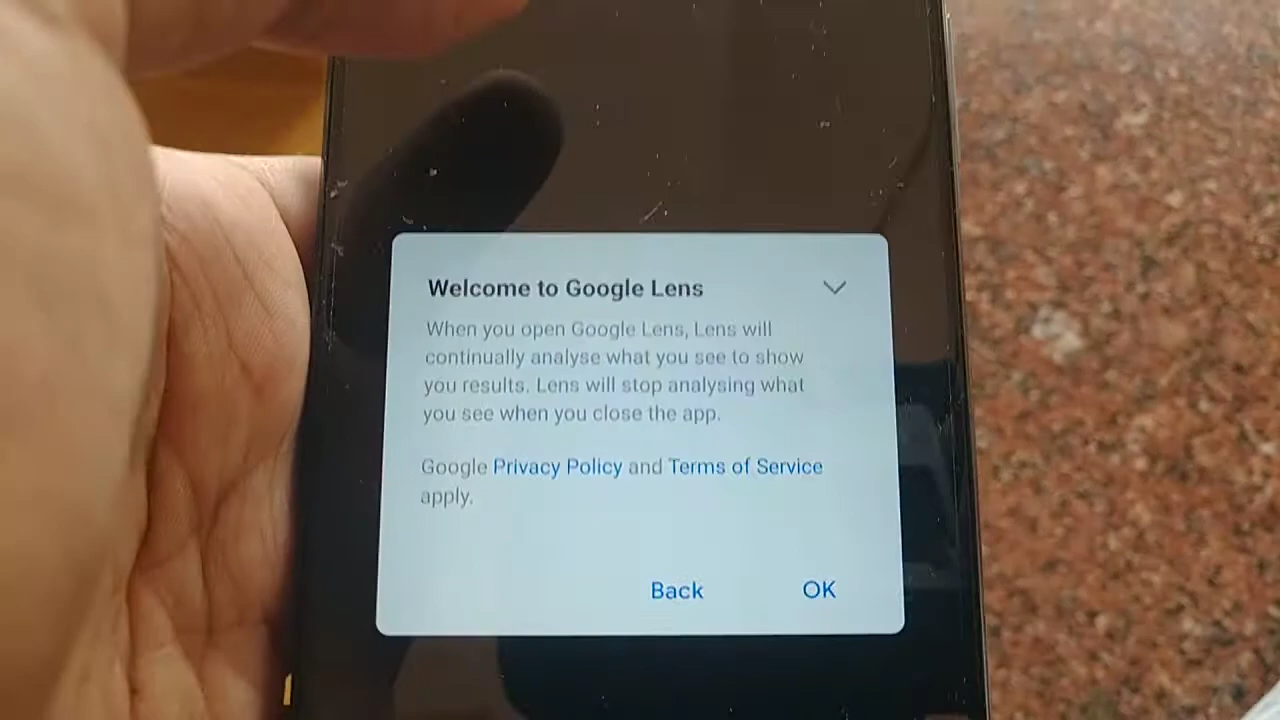 Welcome to Google Lens
When you open Google Lens, Lens will
continually analyse what you see to show
you results. Lens will stop analysing what
you see when you close the app.
Google Privacy Policy and Terms of Service
apply.
Back OK